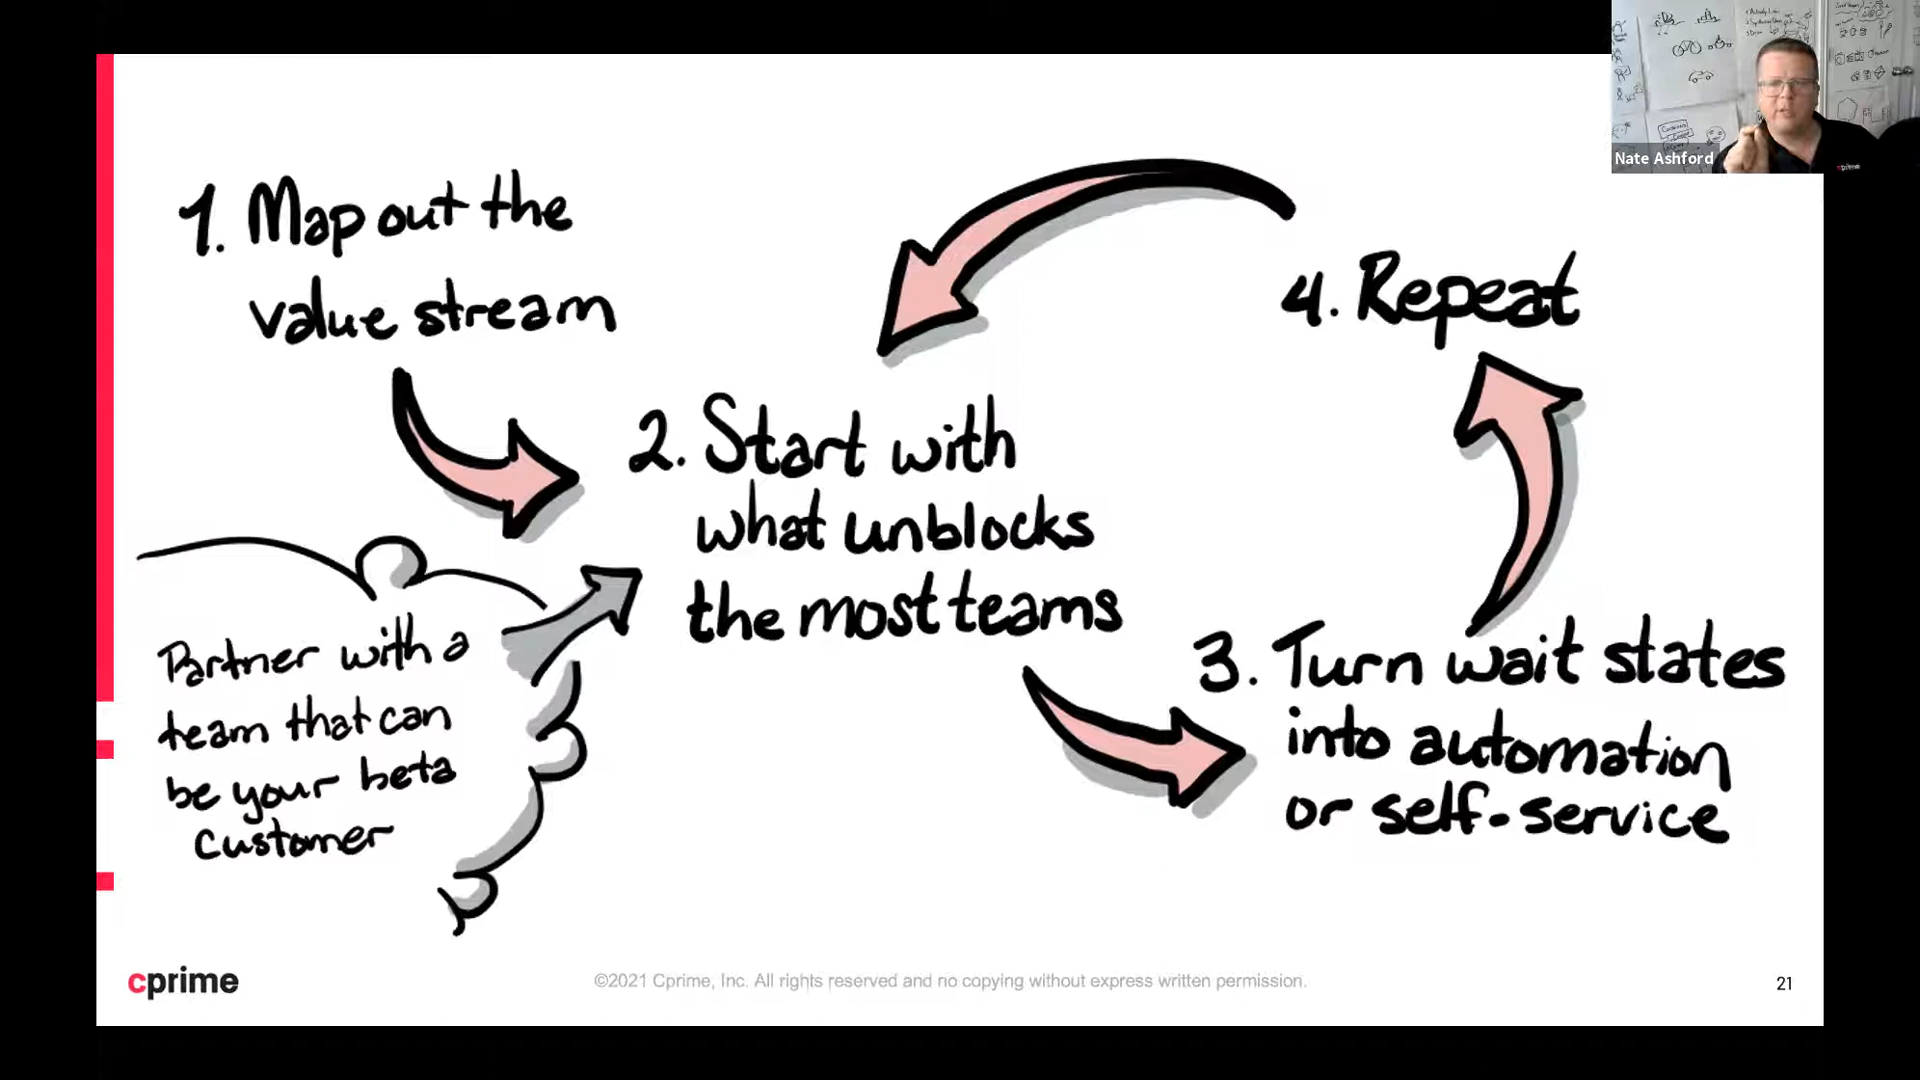 1. Map out the
value stream
2. Start with
what unblocks
the most teams
3. Turn wait states
into automation
or self-service
4. Repeat
Partner with a
team that can
be your beta
customer
cprime
©2021 Cprime, Inc. All rights reserved and no copying without express written permission.
21
Nate Ashford
cprime